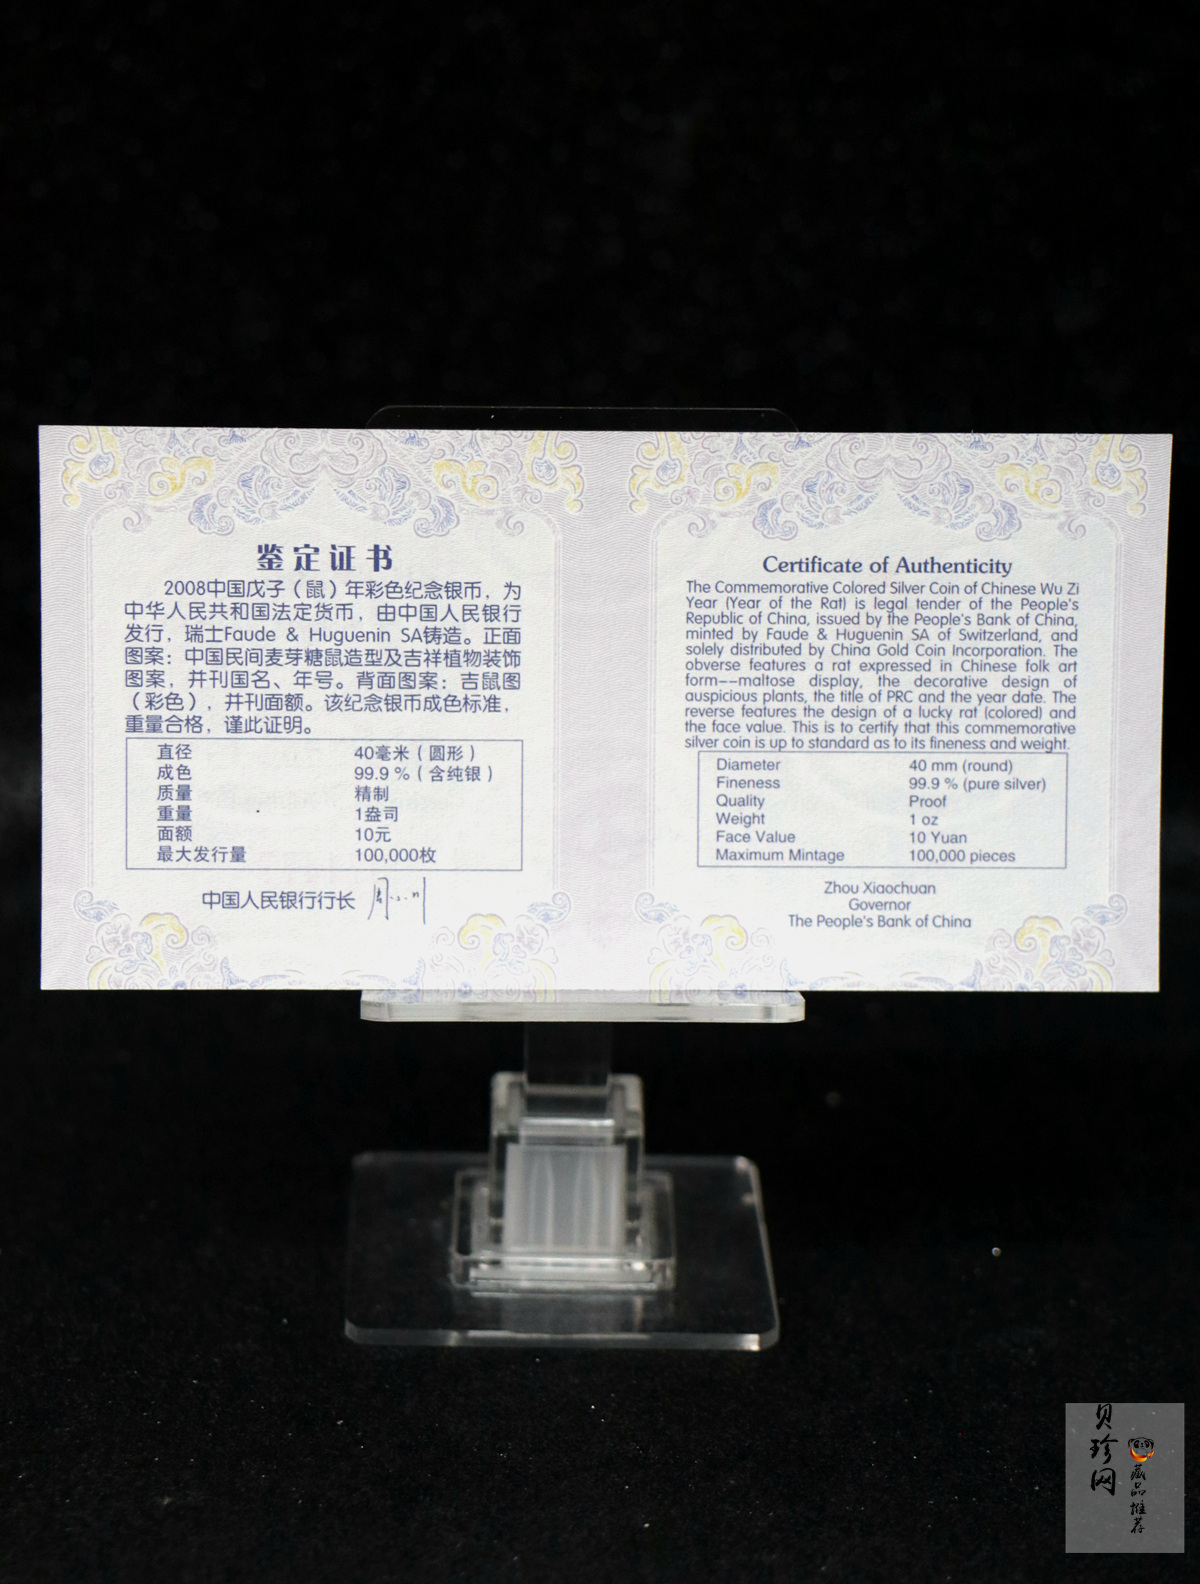 鉴定证书
2008中国戊子（鼠）年彩色纪念银币，为
中华人民共和国法定货币，由中国人民银行
发行，瑞士Faude & Huguenin SA铸造。正面
图案：中国民间麦芽糖鼠造型及吉祥植物装饰
图案，并刊国名、年号。背面图案：吉鼠图
（彩色），并刊面额。该纪念银币成色标准，
重量合格，谨此证明。
直径 40毫米（圆形）
成色 99.9 %（含纯银）
质量 精制
重量 1盎司
面额 10元
最大发行量 100,000枚
中国人民银行行长
Certificate of Authenticity
The Commemorative Colored Silver Coin of Chinese Wu Zi
Year (Year of the Rat) is legal tender of the People's
Republic of China, issued by the People's Bank of China,
minted by Faude & Huguenin SA of Switzerland, and
solely distributed by China Gold Coin Incorporation. The
obverse features a rat expressed in Chinese folk art
form--maltose display, the decorative design of
auspicious plants, the title of PRC and the year date. The
reverse features the design of a lucky rat (colored) and
the face value. This is to certify that this commemorative
silver coin is up to standard as to its fineness and weight.
Diameter 40 mm (round)
Fineness 99.9 % (pure silver)
Quality Proof
Weight 1 oz
Face Value 10 Yuan
Maximum Mintage 100,000 pieces
Zhou Xiaochuan
Governor
The People's Bank of China
贝珍网
藏品推荐